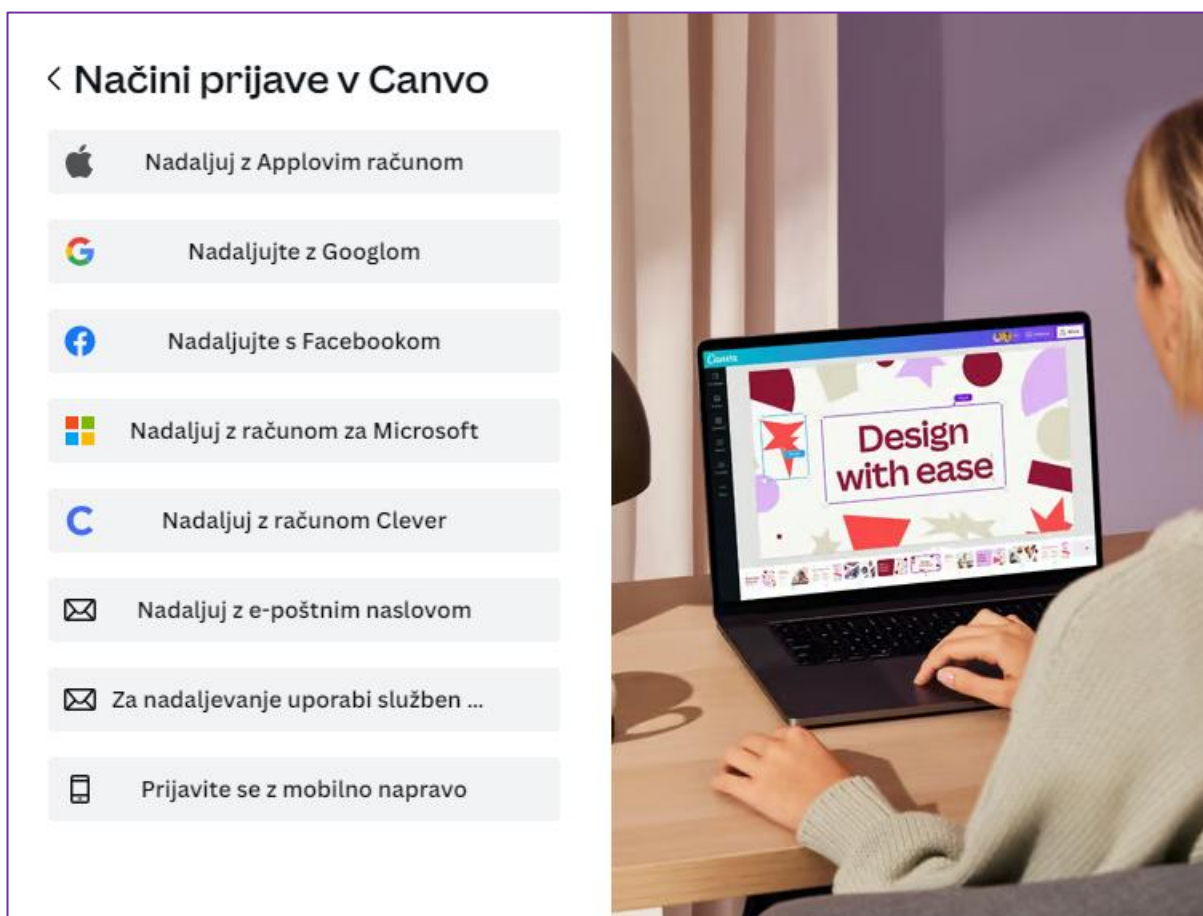 Načini prijave v Canvo
Nadaljuj z Applovim računom
Nadaljujte z Googlom
Nadaljujte s Facebookom
Nadaljuj z računom za Microsoft
Nadaljuj z računom Clever
Nadaljuj z e-poštnim naslovom
Za nadaljevanje uporabi služben ...
Prijavite se z mobilno napravo
Canva
Design
with ease